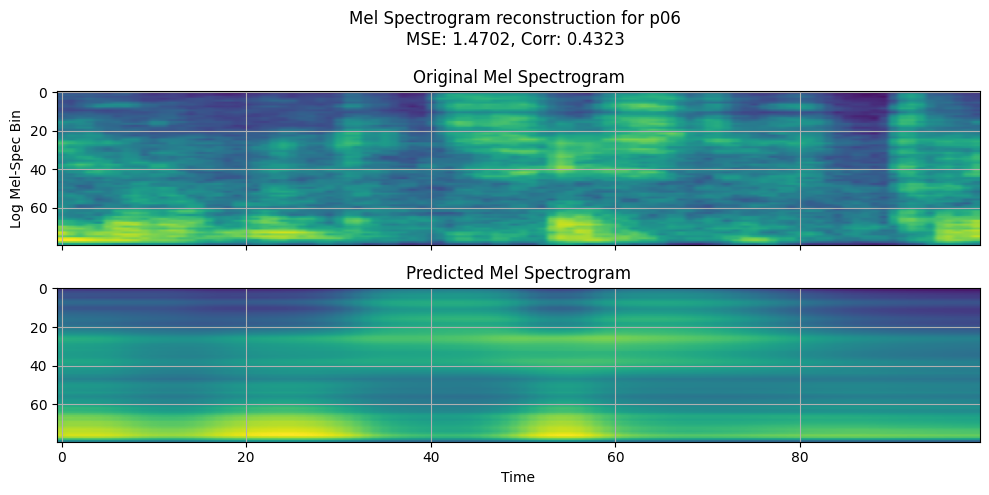 Mel Spectrogram reconstruction for p06
MSE: 1.4702, Corr: 0.4323
Original Mel Spectrogram
Log Mel-Spec Bin
0
20
40
60
Predicted Mel Spectrogram
0
20
40
60
0 20 40 60 80
Time